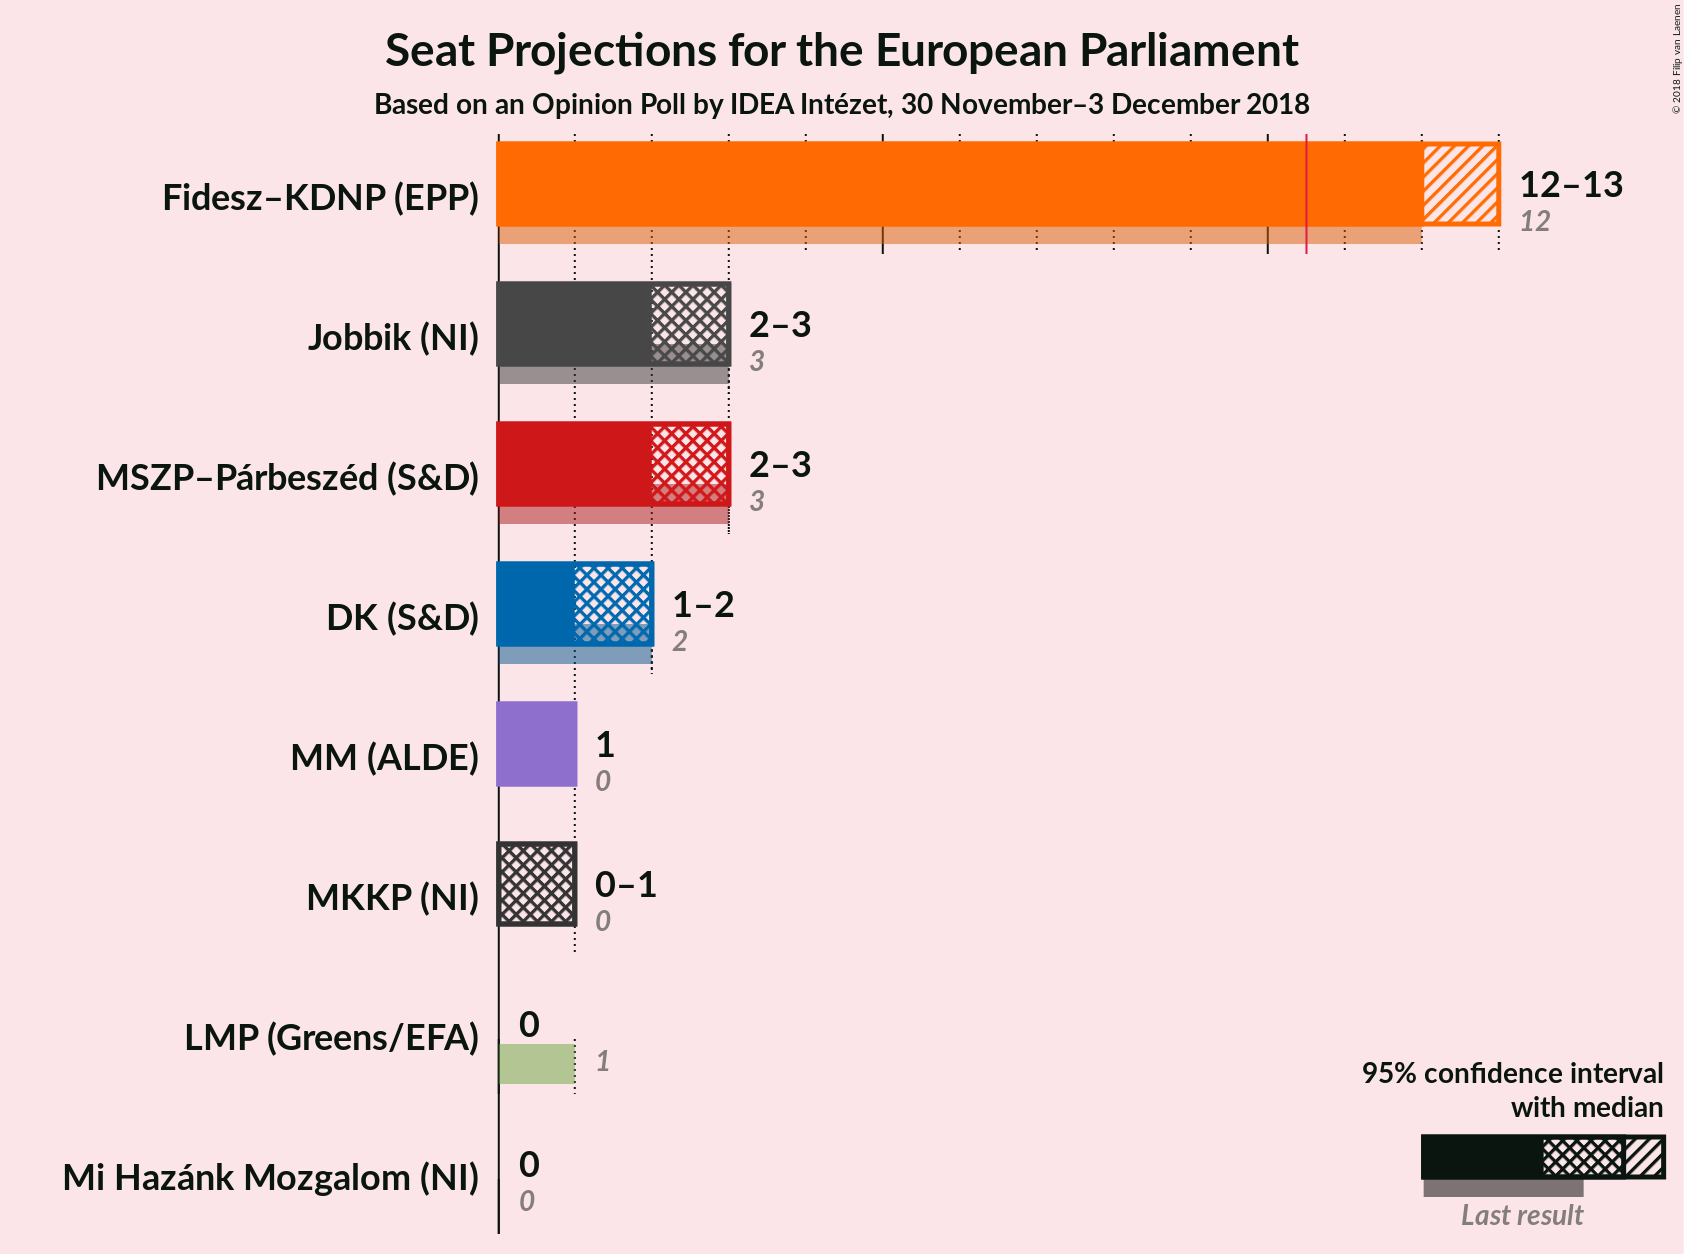 Seat Projections for the European Parliament
Based on an Opinion Poll by IDEA Intézet, 30 November–3 December 2018
© 2018 Filip van Laenen
Fidesz–KDNP (EPP)
12–13
12
Jobbik (NI)
2–3
3
MSZP–Párbeszéd (S&D)
2–3
3
DK (S&D)
1–2
2
MM (ALDE)
1
0
MKKP (NI)
0–1
0
LMP (Greens/EFA)
0
1
Mi Hazánk Mozgalom (NI)
0
0
95% confidence interval
with median
Last result